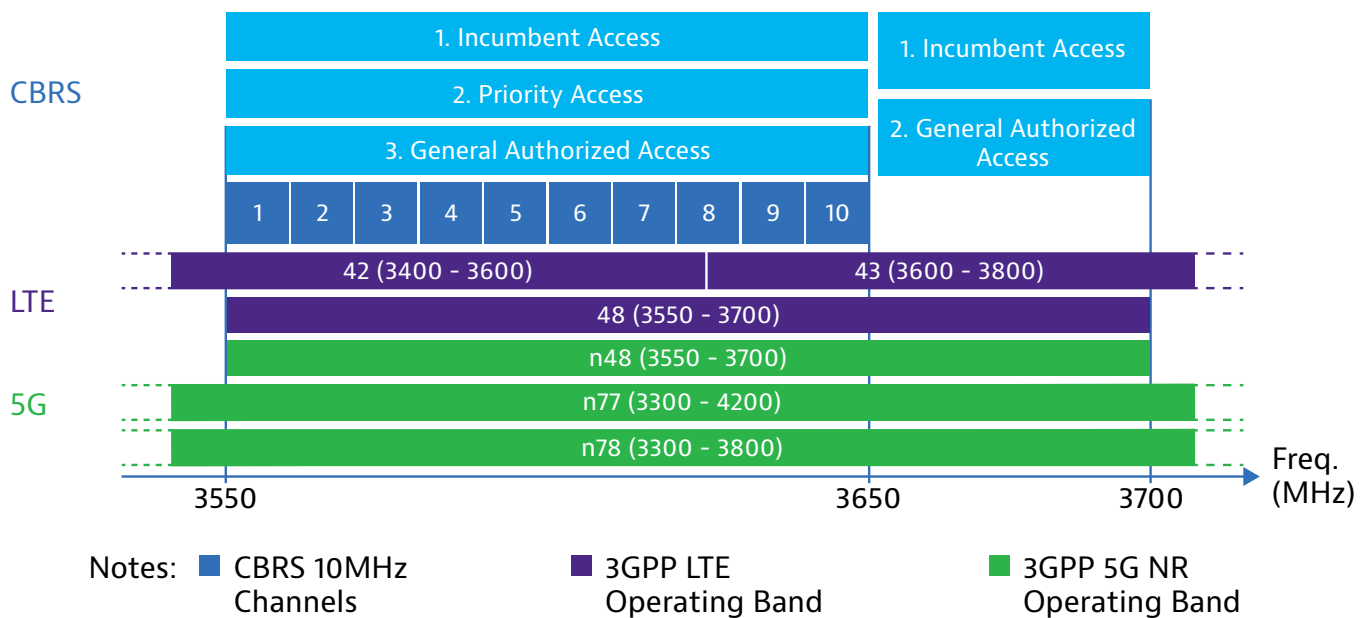 1. Incumbent Access
1. Incumbent Access
CBRS
2. Priority Access
3. General Authorized Access
2. General Authorized
Access
1 2 3 4 5 6 7 8 9 10
42 (3400 - 3600)
43 (3600 - 3800)
LTE
48 (3550 - 3700)
n48 (3550 - 3700)
5G
n77 (3300 - 4200)
n78 (3300 - 3800)
Freq.
(MHz)
3550
3650
3700
Notes:
CBRS 10MHz
Channels
3GPP LTE
Operating Band
3GPP 5G NR
Operating Band